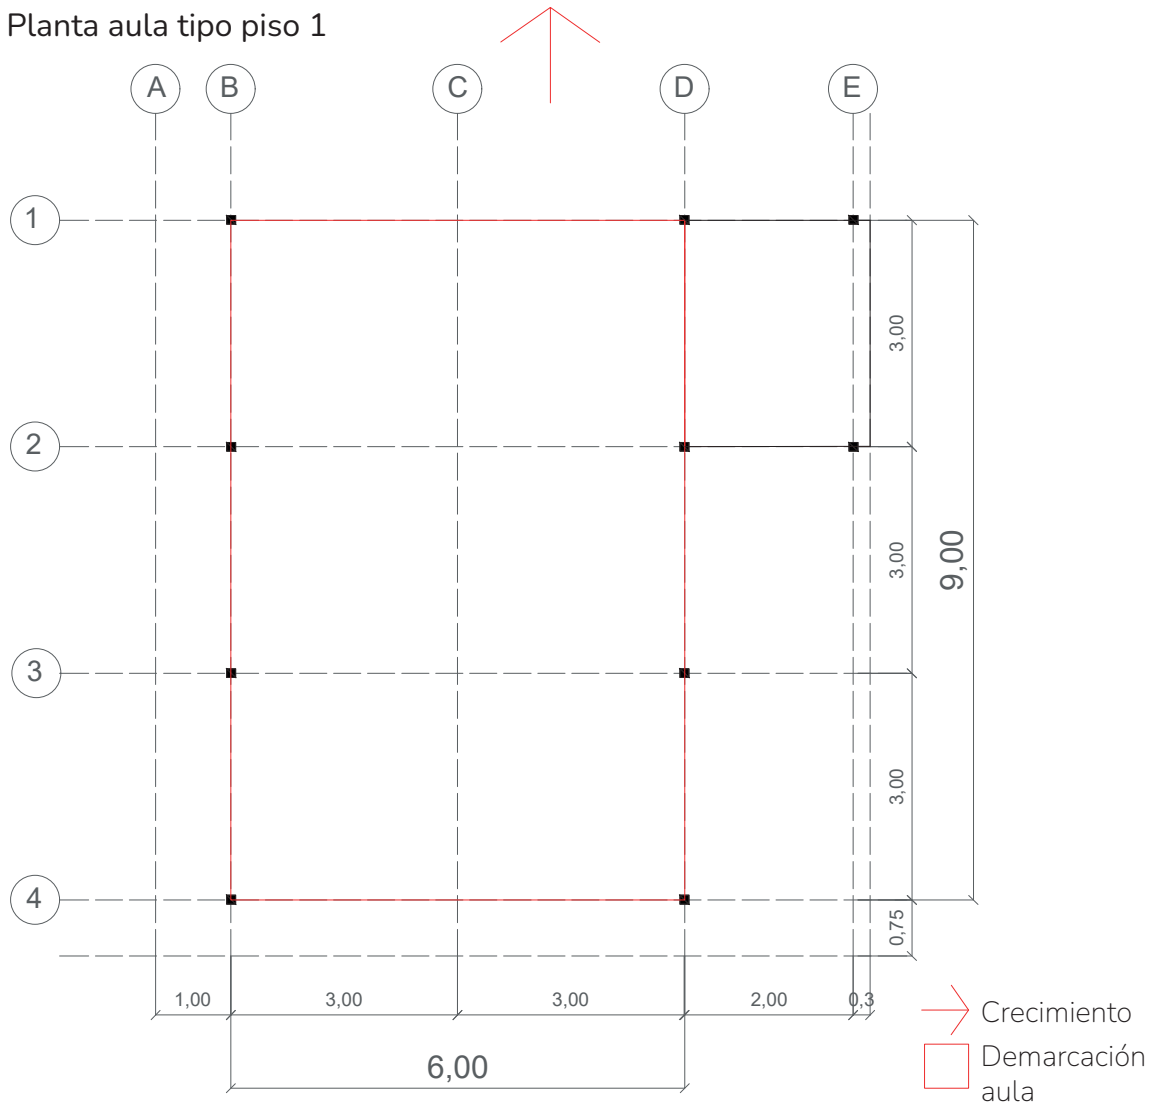 Planta aula tipo piso 1
A
B
C
D
E
1
2
3
4
3,00
3,00
9,00
3,00
0,75
1,00
3,00
3,00
2,00
0,3
6,00
Crecimiento
Demarcación
aula